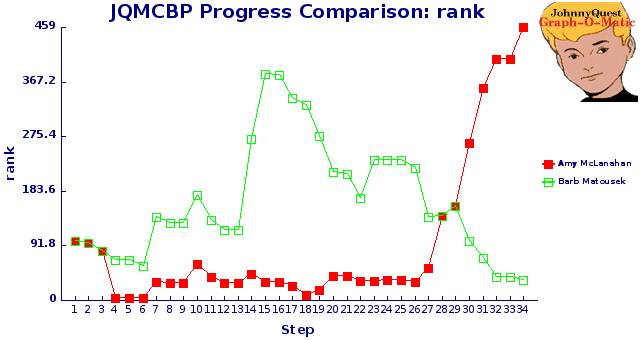 JQMCBP Progress Comparison: rank
JohnnyQuest
Graph-O-Matic
459
367.2
275.4
183.6
91.8
0
rank
1 2 3 4 5 6 7 8 9 10 11 12 13 14 15 16 17 18 19 20 21 22 23 24 25 26 27 28 29 30 31 32 33 34
Step
Amy McLanahan
Barb Matousek